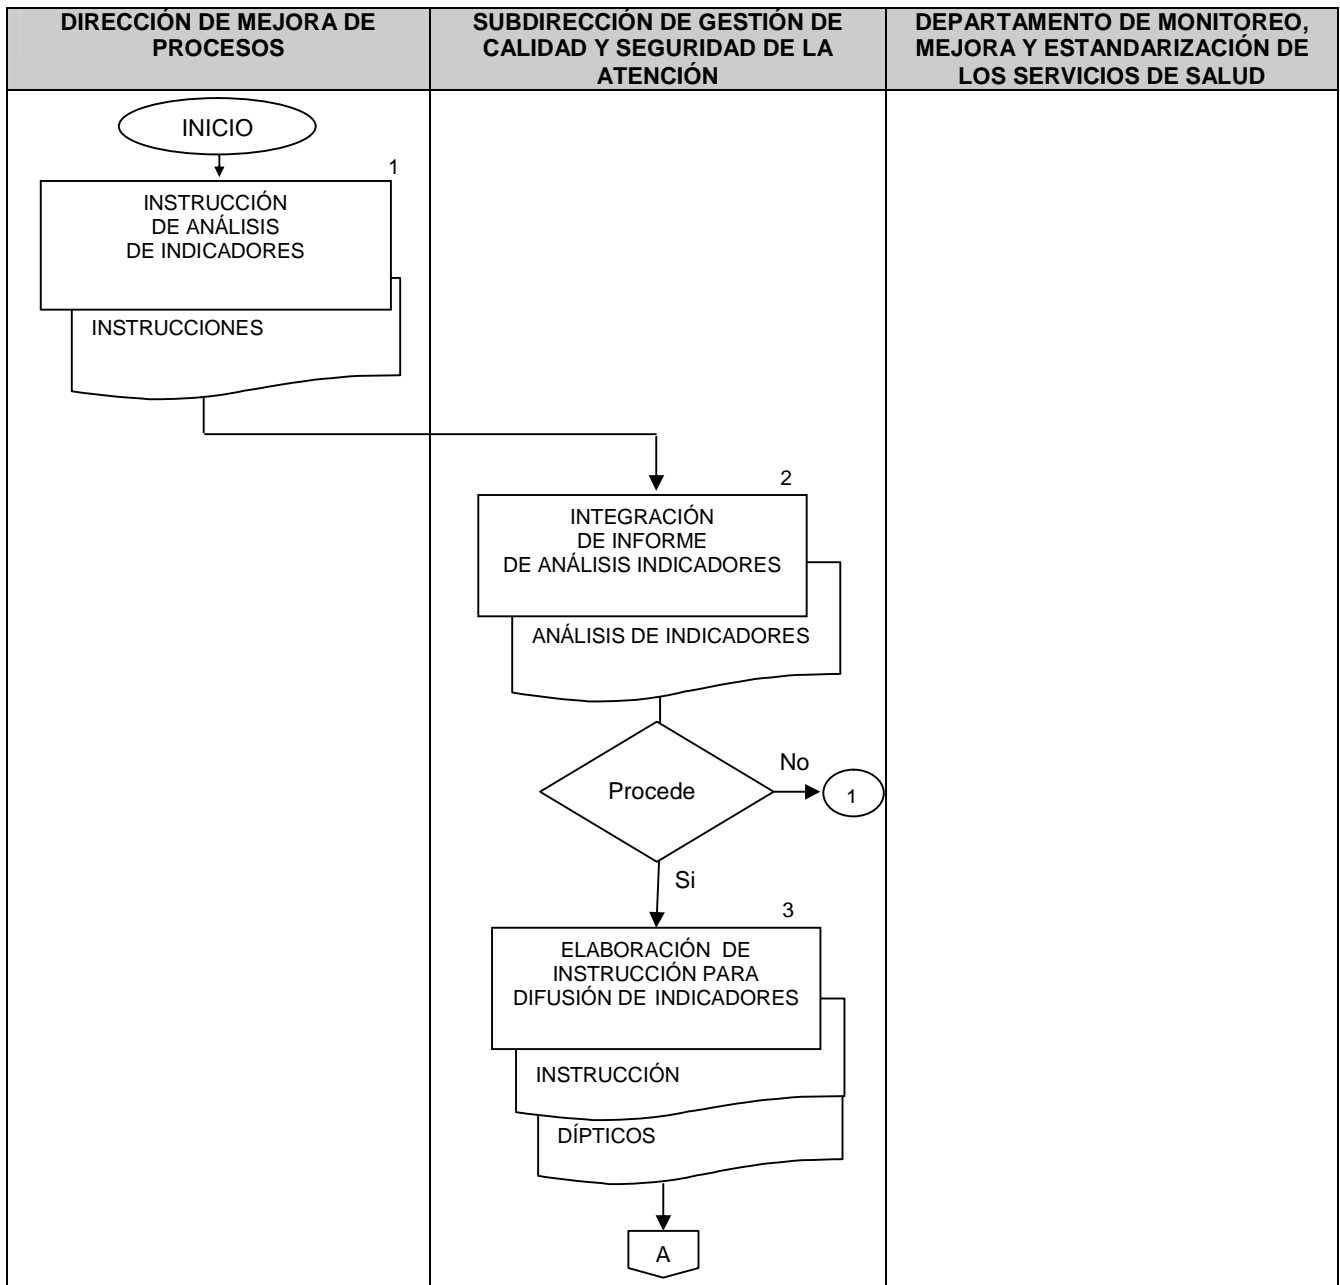 DIRECCIÓN DE MEJORA DE
PROCESOS
SUBDIRECCIÓN DE GESTIÓN DE
CALIDAD Y SEGURIDAD DE LA
ATENCIÓN
DEPARTAMENTO DE MONITOREO,
MEJORA Y ESTANDARIZACIÓN DE
LOS SERVICIOS DE SALUD
INICIO
1
INSTRUCCIÓN
DE ANÁLISIS
DE INDICADORES
INSTRUCCIONES
2
INTEGRACIÓN
DE INFORME
DE ANÁLISIS INDICADORES
ANÁLISIS DE INDICADORES
Procede
No
1
Si
3
ELABORACIÓN DE
INSTRUCCIÓN PARA
DIFUSIÓN DE INDICADORES
INSTRUCCIÓN
DÍPTICOS
A